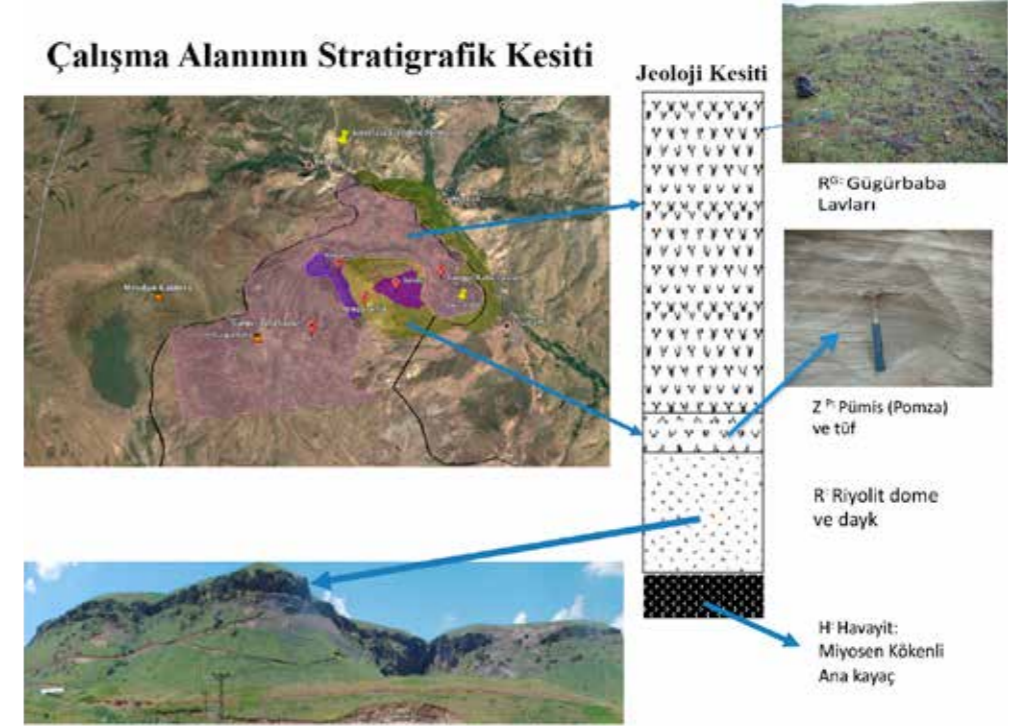 Çalışma Alanının Stratigrafik Kesiti
Jeoloji Kesiti
R^G: Gügürbaba
Lavları
Z^P: Pümis (Pomza)
ve tüf
R: Riyolit dome
ve dayk
H: Havayit:
Miyosen Kökenli
Ana kayaç